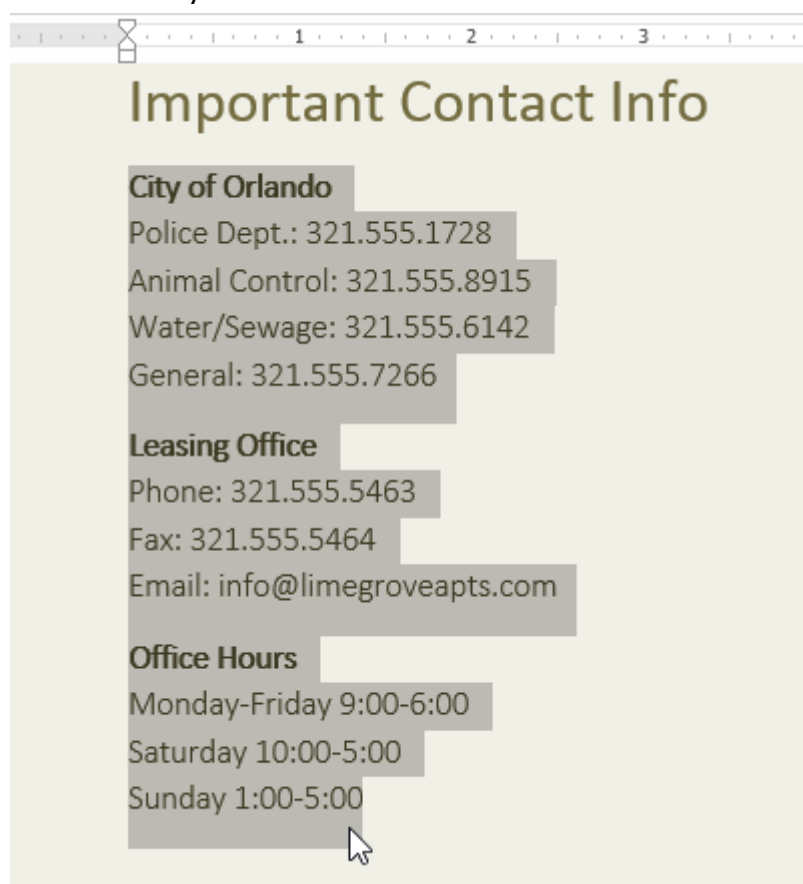 1 2 3
Important Contact Info
City of Orlando
Police Dept.: 321.555.1728
Animal Control: 321.555.8915
Water/Sewage: 321.555.6142
General: 321.555.7266
Leasing Office
Phone: 321.555.5463
Fax: 321.555.5464
Email: info@limegroveapts.com
Office Hours
Monday-Friday 9:00-6:00
Saturday 10:00-5:00
Sunday 1:00-5:00